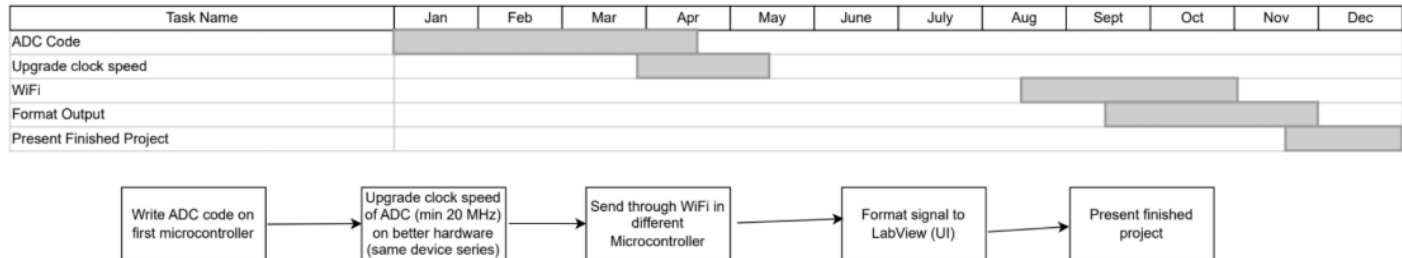 Task Name Jan Feb Mar Apr May June July Aug Sept Oct Nov Dec
ADC Code
Upgrade clock speed
WiFi
Format Output
Present Finished Project
Write ADC code on
first microcontroller
Upgrade clock speed
of ADC (min 20 MHz)
on better hardware
(same device series)
Send through WiFi in
different
Microcontroller
Format signal to
LabView (UI)
Present finished
project